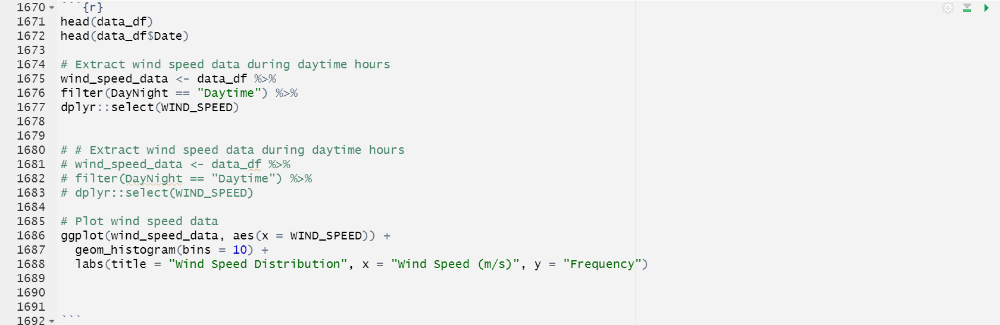 1670 ```{r}
1671 head(data_df)
1672 head(data_df$Date)
1673
1674 # Extract wind speed data during daytime hours
1675 wind_speed_data <- data_df %>%
1676 filter(DayNight == "Daytime") %>%
1677 dplyr::select(WIND_SPEED)
1678
1679
1680 # # Extract wind speed data during daytime hours
1681 # wind_speed_data <- data_df %>%
1682 # filter(DayNight == "Daytime") %>%
1683 # dplyr::select(WIND_SPEED)
1684
1685 # Plot wind speed data
1686 ggplot(wind_speed_data, aes(x = WIND_SPEED)) +
1687   geom_histogram(bins = 10) +
1688   labs(title = "Wind Speed Distribution", x = "Wind Speed (m/s)", y = "Frequency")
1689
1690
1691
1692 ```